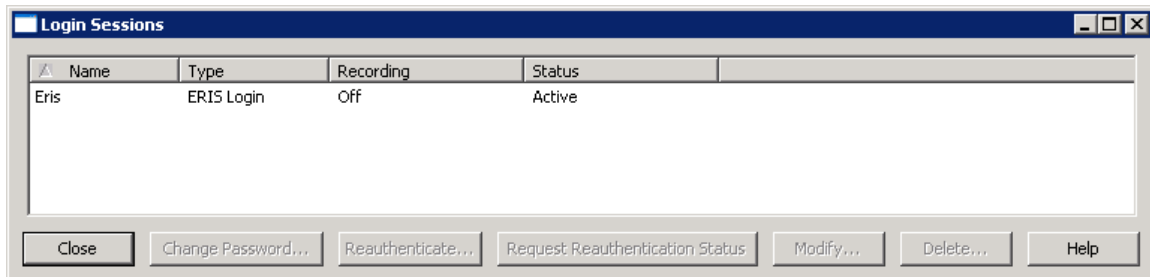 Login Sessions
Name Type Recording Status
Eris ERIS Login Off Active
Close Change Password... Reauthenticate... Request Reauthentication Status Modify... Delete... Help